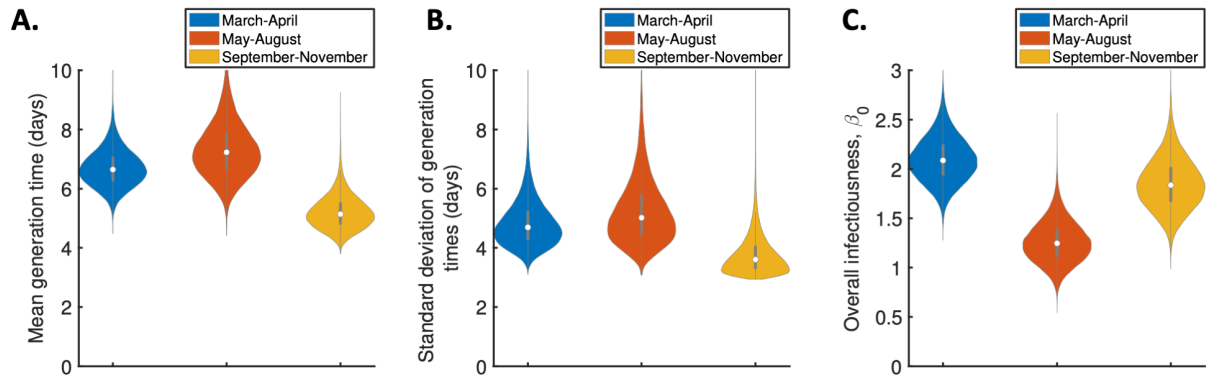 A.
March-April
May-August
September-November
Mean generation time (days)
10
8
6
4
2
0
B.
March-April
May-August
September-November
Standard deviation of generation
times (days)
10
8
6
4
2
0
C.
March-April
May-August
September-November
Overall infectiousness, β0
3
2.5
2
1.5
1
0.5
0